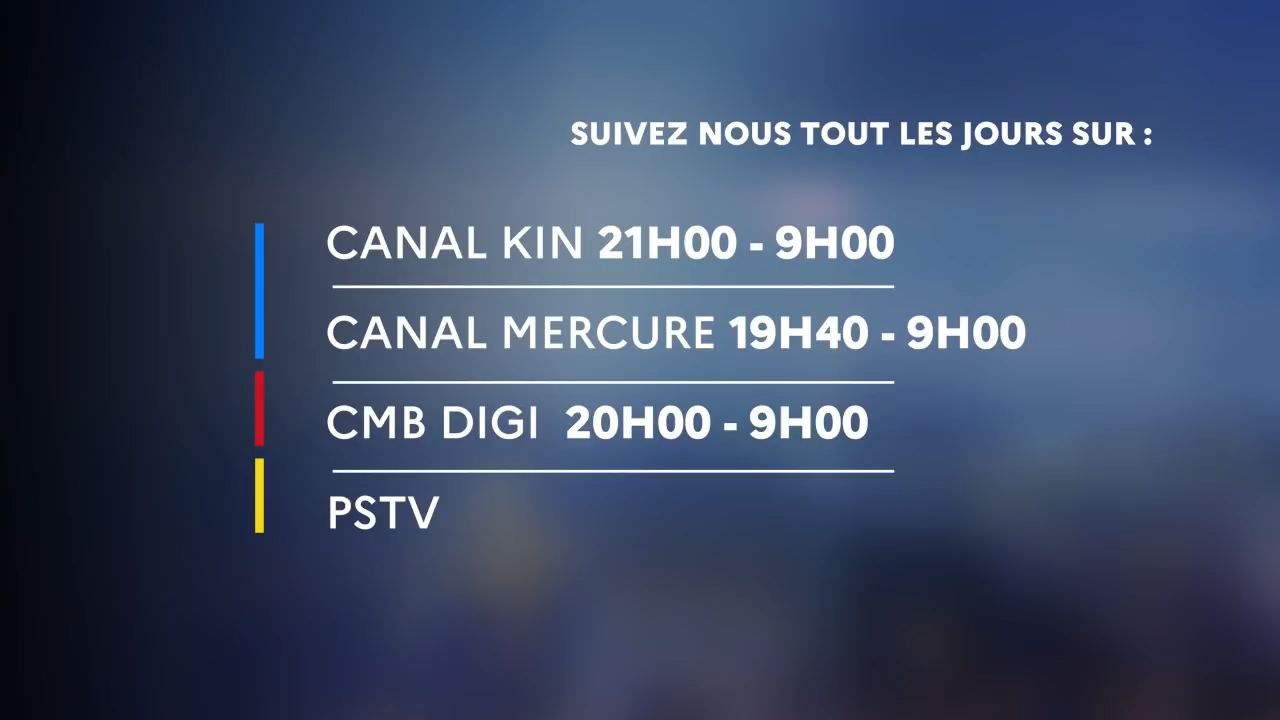 SUIVEZ NOUS TOUT LES JOURS SUR :
CANAL KIN 21H00 - 9H00
CANAL MERCURE 19H40 - 9H00
CMB DIGI 20H00 - 9H00
PSTV